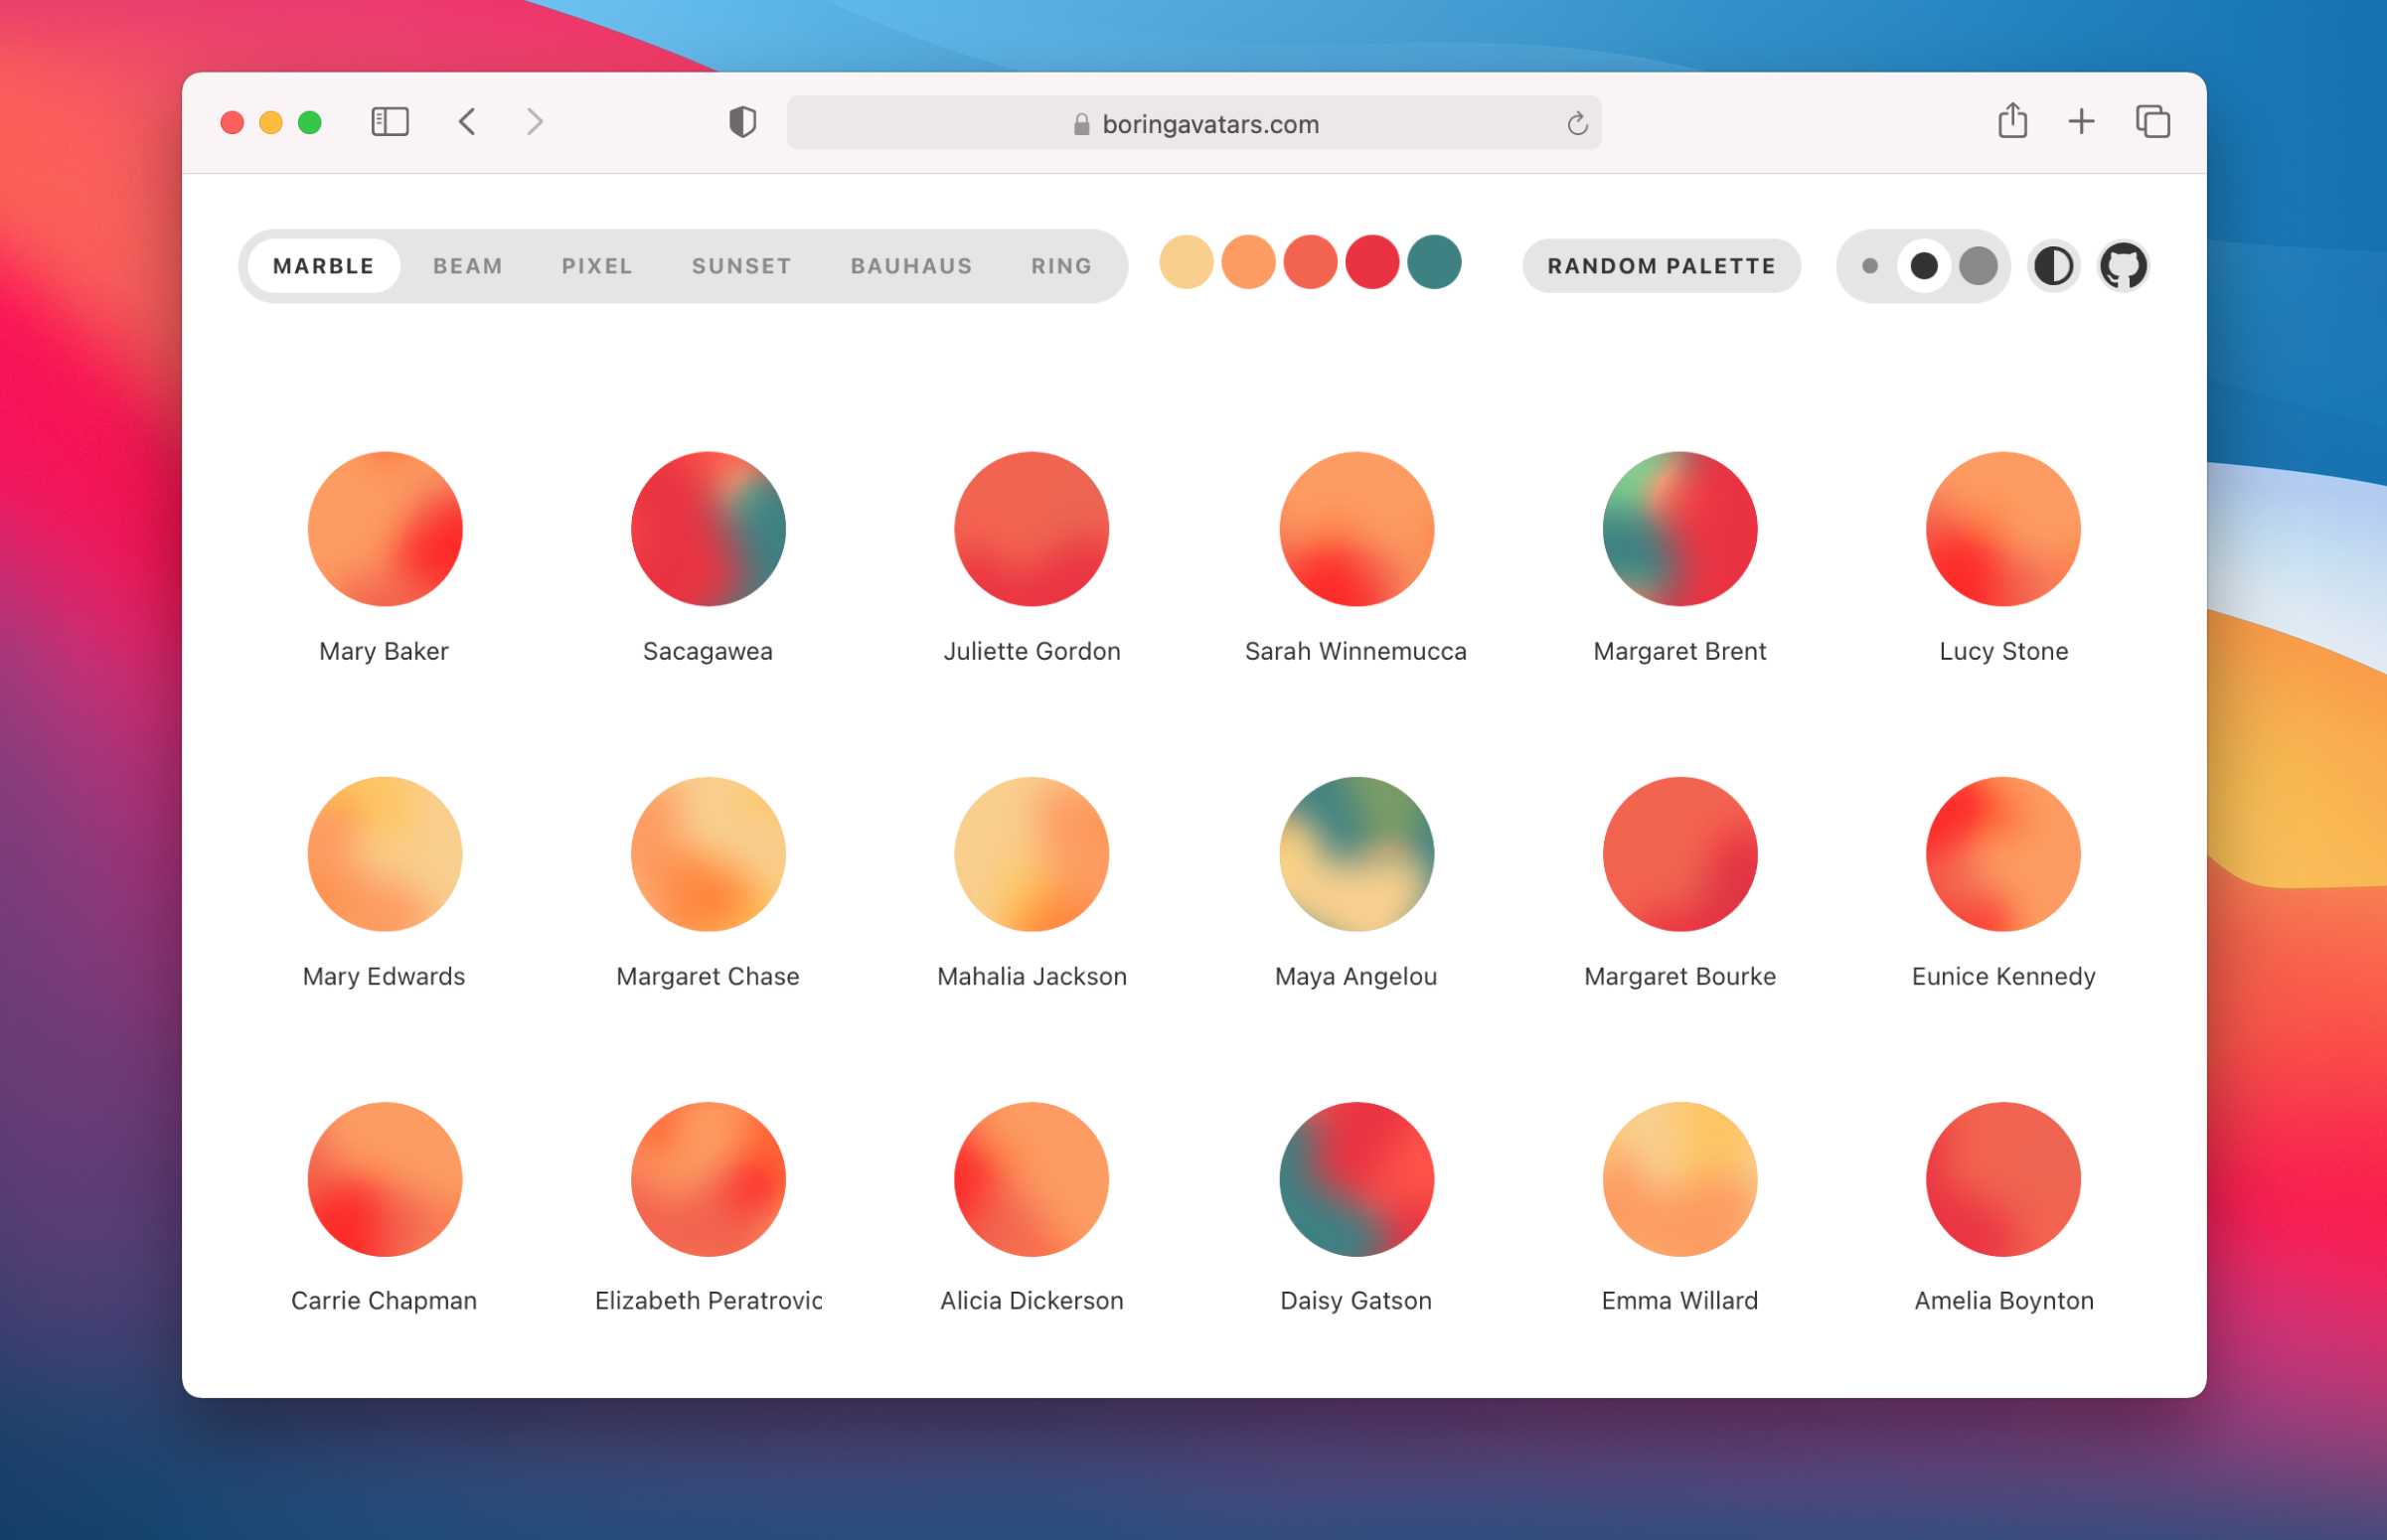 boringavatars.com
MARBLE BEAM PIXEL SUNSET BAUHAUS RING RANDOM PALETTE
Mary Baker Sacagawea Juliette Gordon Sarah Winnemucca Margaret Brent Lucy Stone
Mary Edwards Margaret Chase Mahalia Jackson Maya Angelou Margaret Bourke Eunice Kennedy
Carrie Chapman Elizabeth Peratrovic Alicia Dickerson Daisy Gatson Emma Willard Amelia Boynton